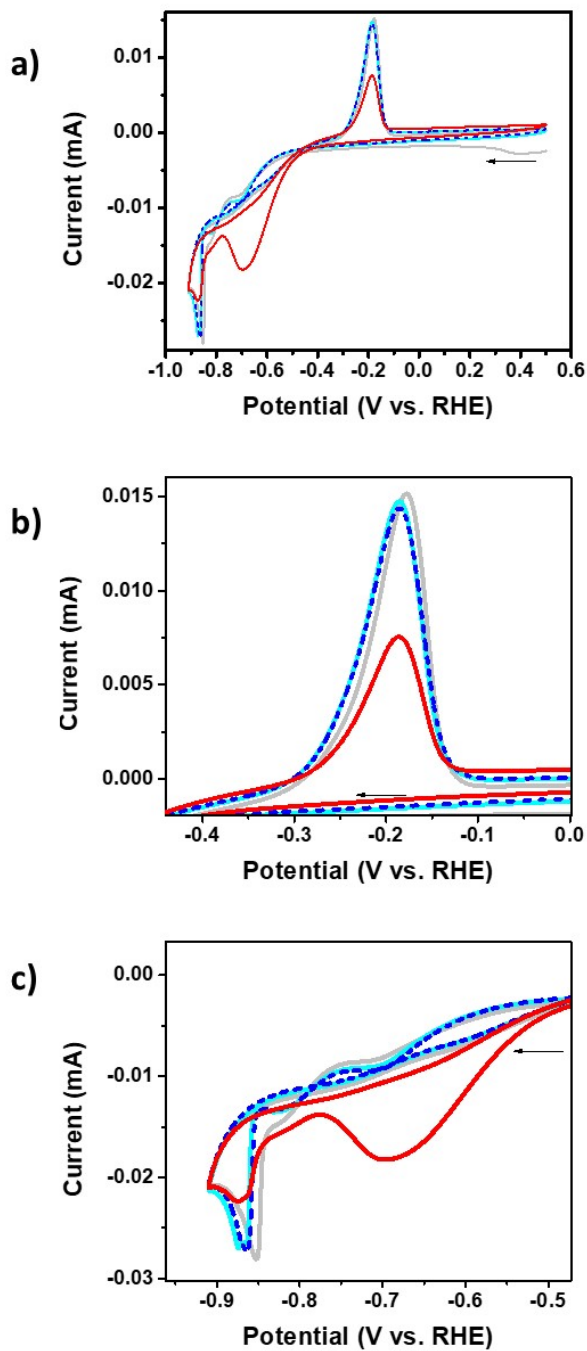 a)
0.01
0.00
-0.01
-0.02
Current (mA)
-1.0 -0.8 -0.6 -0.4 -0.2 0.0 0.2 0.4 0.6
Potential (V vs. RHE)
b)
0.015
0.010
0.005
0.000
Current (mA)
-0.4 -0.3 -0.2 -0.1 0.0
Potential (V vs. RHE)
c)
0.00
-0.01
-0.02
-0.03
Current (mA)
-0.9 -0.8 -0.7 -0.6 -0.5
Potential (V vs. RHE)